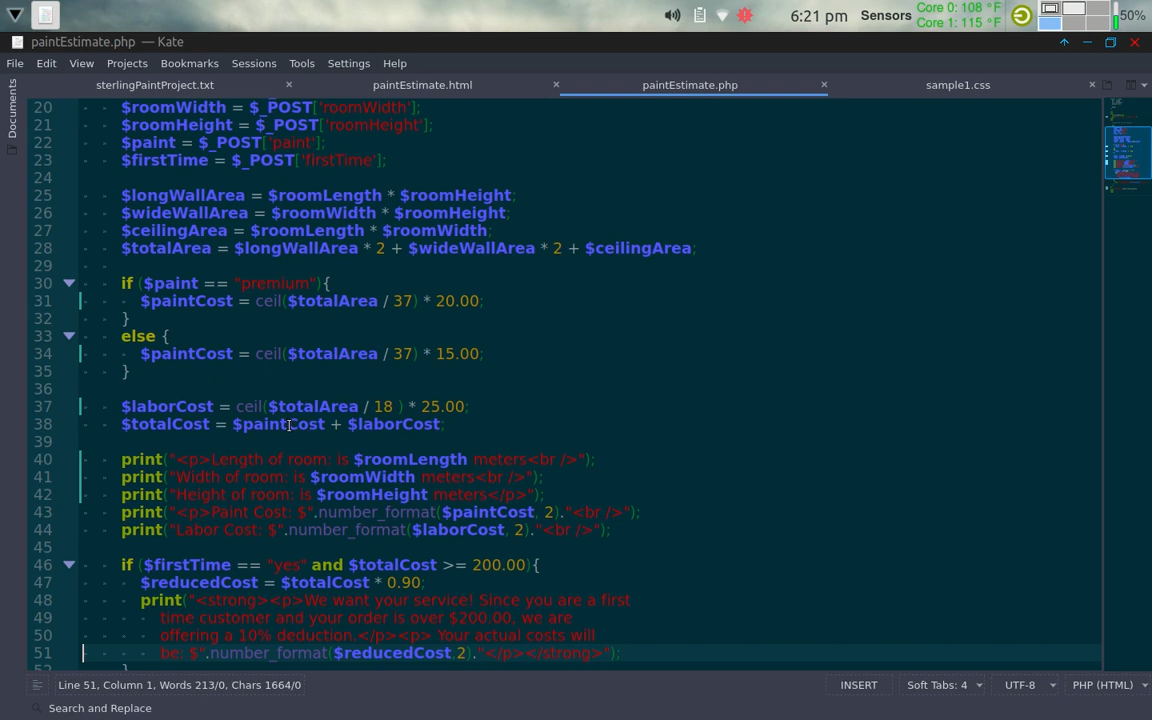 6:21 pm Sensors Core 0: 108 °F 50%
Core 1: 115 °F
paintEstimate.php — Kate
File Edit View Projects Bookmarks Sessions Tools Settings Help
sterlingPaintProject.txt paintEstimate.html paintEstimate.php sample1.css
Documents
20 $roomWidth = $_POST['roomWidth'];
21 $roomHeight = $_POST['roomHeight'];
22 $paint = $_POST['paint'];
23 $firstTime = $_POST['firstTime'];
24
25 $longWallArea = $roomLength * $roomHeight;
26 $wideWallArea = $roomWidth * $roomHeight;
27 $ceilingArea = $roomLength * $roomWidth;
28 $totalArea = $longWallArea * 2 + $wideWallArea * 2 + $ceilingArea;
29
30 if ($paint == "premium"){
31 $paintCost = ceil($totalArea / 37) * 20.00;
32 }
33 else {
34 $paintCost = ceil($totalArea / 37) * 15.00;
35 }
36
37 $laborCost = ceil($totalArea / 18 ) * 25.00;
38 $totalCost = $paintCost + $laborCost;
39
40 print("<p>Length of room: is $roomLength meters<br />");
41 print("Width of room: is $roomWidth meters<br />");
42 print("Height of room: is $roomHeight meters</p>");
43 print("<p>Paint Cost: $".number_format($paintCost, 2)."<br />");
44 print("Labor Cost: $".number_format($laborCost, 2)."<br />");
45
46 if ($firstTime == "yes" and $totalCost >= 200.00){
47 $reducedCost = $totalCost * 0.90;
48 print("<strong><p>We want your service! Since you are a first
49 time customer and your order is over $200.00, we are
50 offering a 10% deduction.</p><p> Your actual costs will
51 be: $".number_format($reducedCost,2)."</p></strong>");
52 }
Line 51, Column 1, Words 213/0, Chars 1664/0 INSERT Soft Tabs: 4 UTF-8 PHP (HTML)
Search and Replace